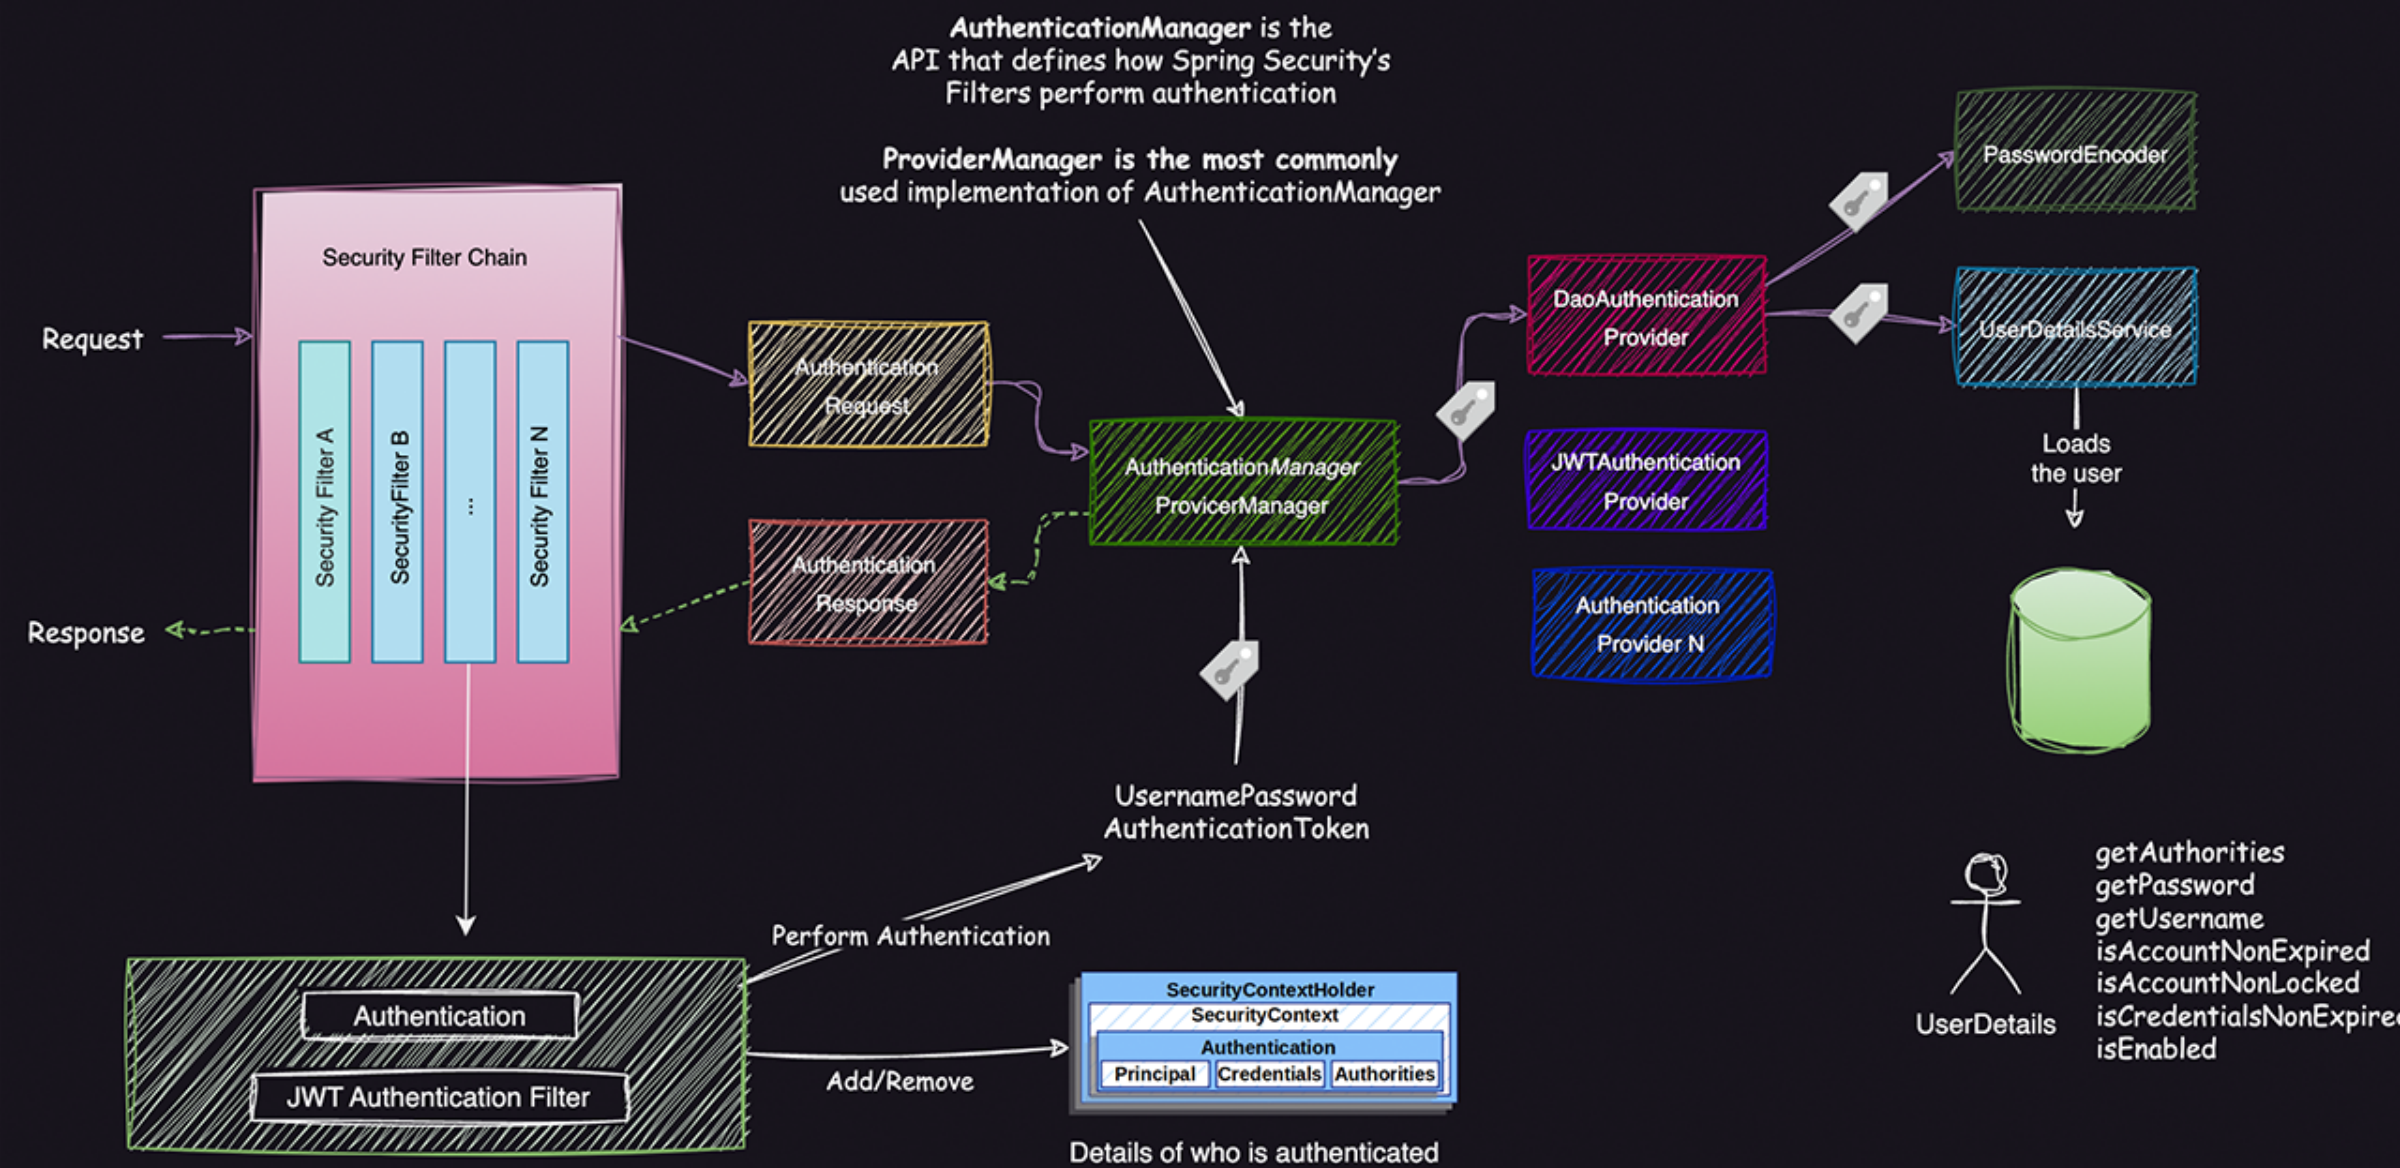 AuthenticationManager is the
API that defines how Spring Security's
Filters perform authentication
ProviderManager is the most commonly
used implementation of AuthenticationManager
Request
Response
Security Filter Chain
Security Filter A
SecurityFilter B
...
Security Filter N
Authentication
Request
Authentication
Response
AuthenticationManager
ProvicerManager
DaoAuthentication
Provider
JWTAuthentication
Provider
Authentication
Provider N
PasswordEncoder
UserDetailsService
Loads
the user
UsernamePassword
AuthenticationToken
Perform Authentication
Add/Remove
Authentication
JWT Authentication Filter
SecurityContextHolder
SecurityContext
Authentication
Principal
Credentials
Authorities
Details of who is authenticated
UserDetails
getAuthorities
getPassword
getUsername
isAccountNonExpired
isAccountNonLocked
isCredentialsNonExpired
isEnabled